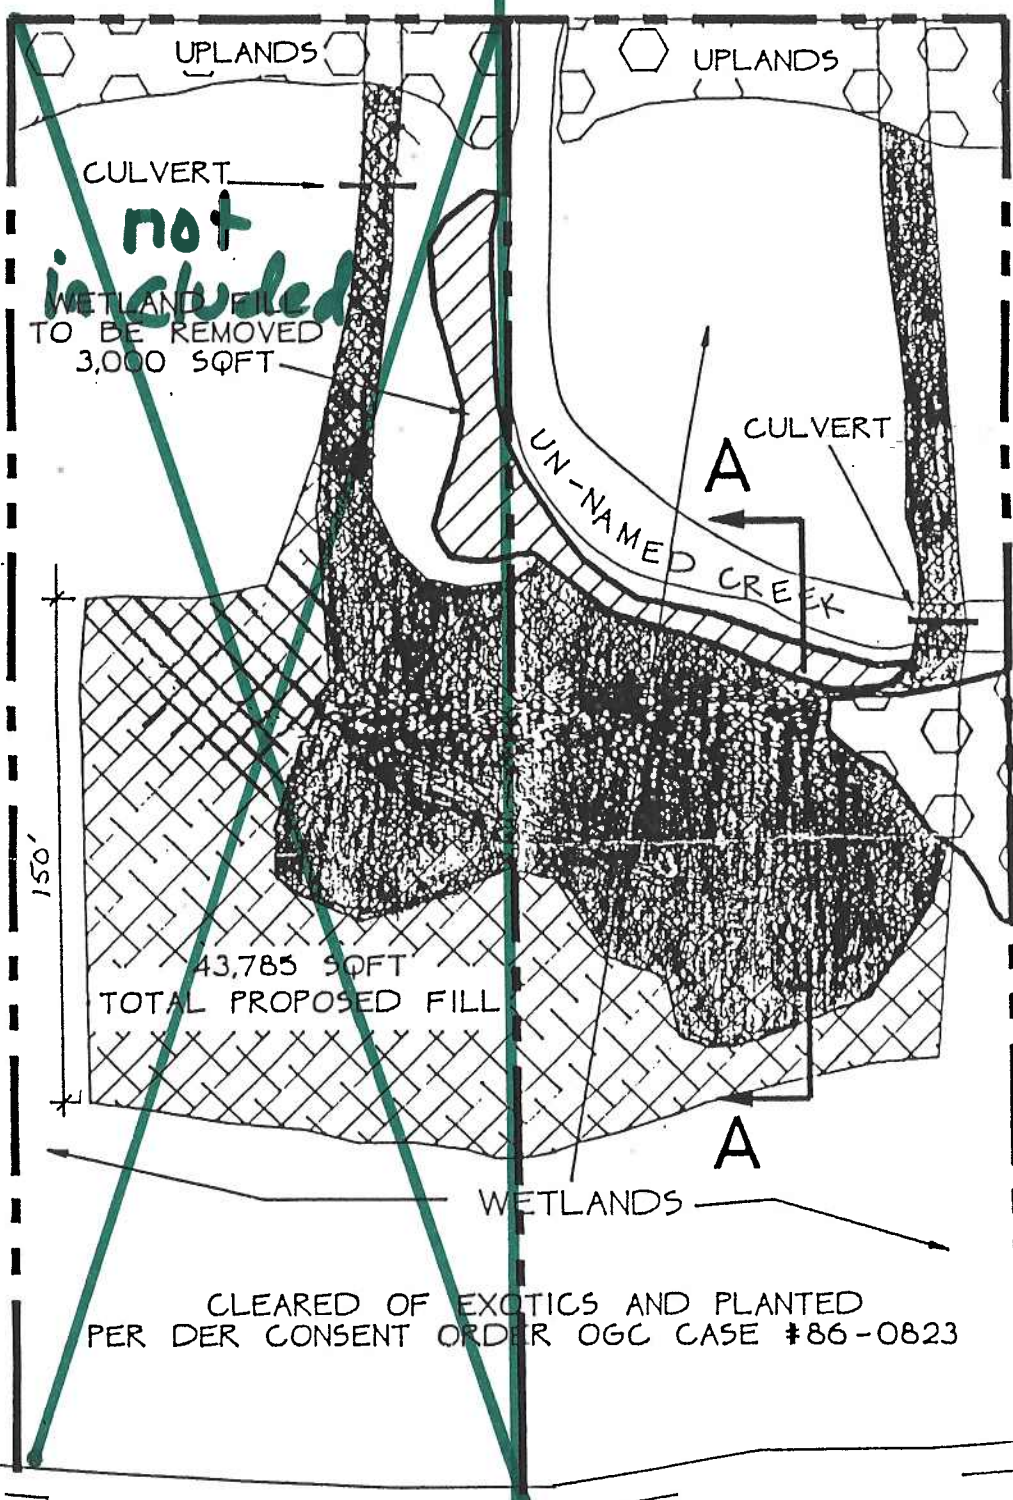 UPLANDS
UPLANDS
CULVERT
not
included
WETLAND FILL
TO BE REMOVED
3,000 SQFT
CULVERT
A
UN-NAMED CREEK
150'
43,785 SQFT
TOTAL PROPOSED FILL
A
WETLANDS
CLEARED OF EXOTICS AND PLANTED
PER DER CONSENT ORDER OGC CASE #86-0823